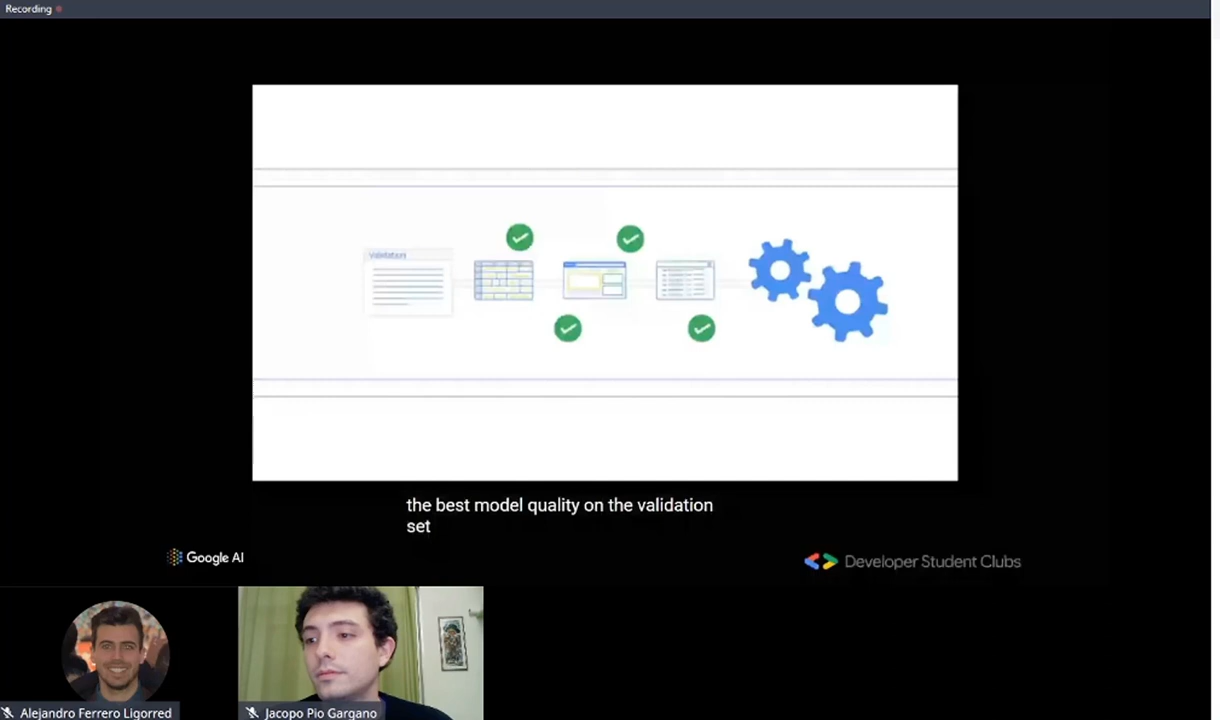 Recording
Validation
the best model quality on the validation
set
Google AI
Developer Student Clubs
Alejandro Ferrero Ligorred
Jacopo Pio Gargano